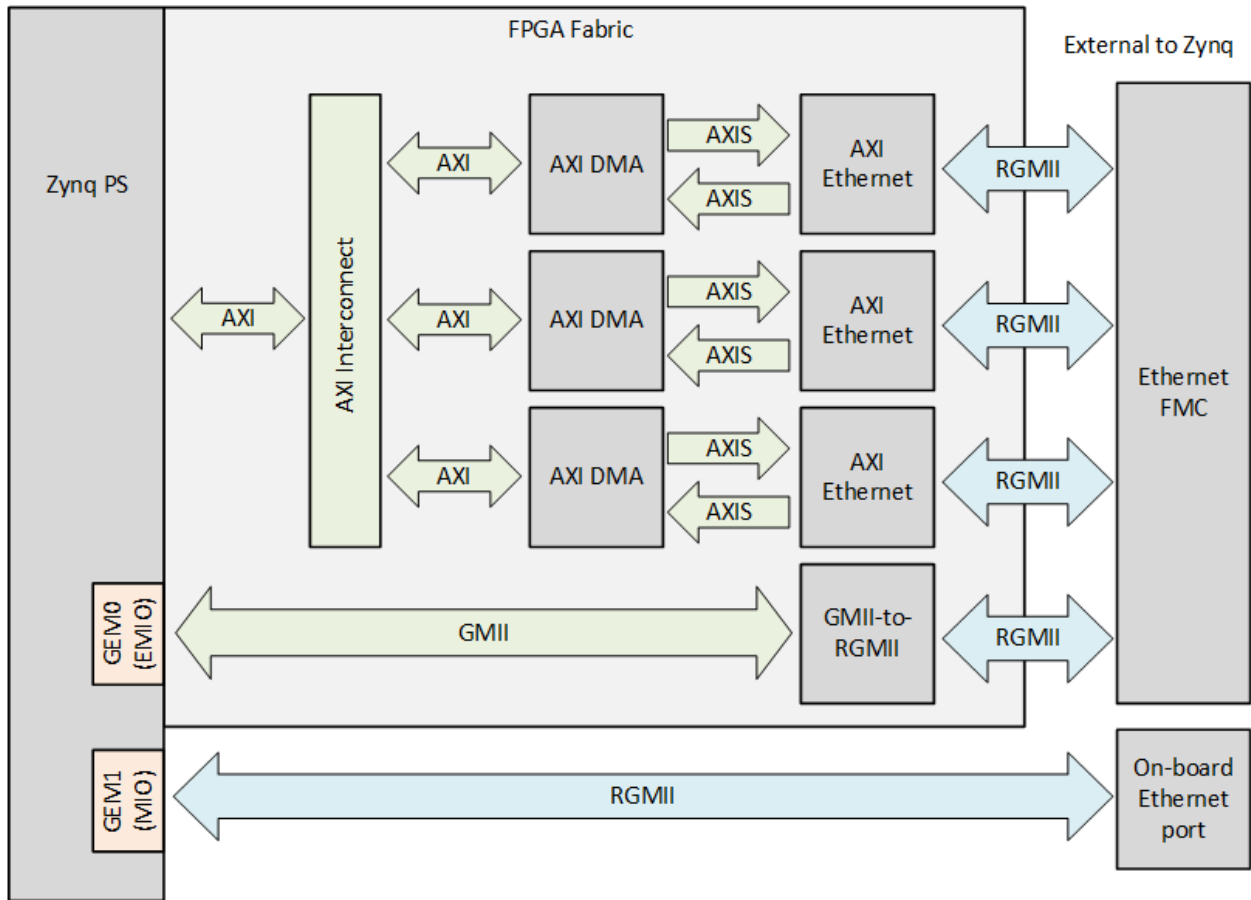 FPGA Fabric
External to Zynq
Zynq PS
AXI
AXI Interconnect
AXI
AXI DMA
AXIS
AXIS
AXI
Ethernet
RGMII
AXI
AXI DMA
AXIS
AXIS
AXI
Ethernet
RGMII
AXI
AXI DMA
AXIS
AXIS
AXI
Ethernet
RGMII
Ethernet
FMC
GEM0
(EMIO)
GMII
GMII-to-
RGMII
RGMII
GEM1
(MIO)
RGMII
On-board
Ethernet
port